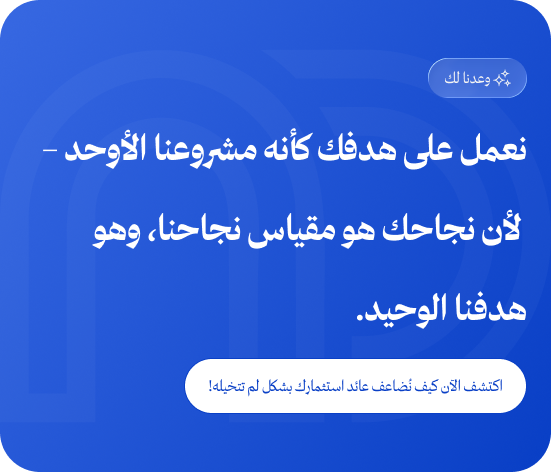 وعدنا لك
نعمل على هدفك كأنه مشروعنا الأوحد –
لأن نجاحك هو مقياس نجاحنا، وهو
هدفنا الوحيد.
اكتشف الآن كيف نُضاعف عائد استثمارك بشكل لم تتخيله!